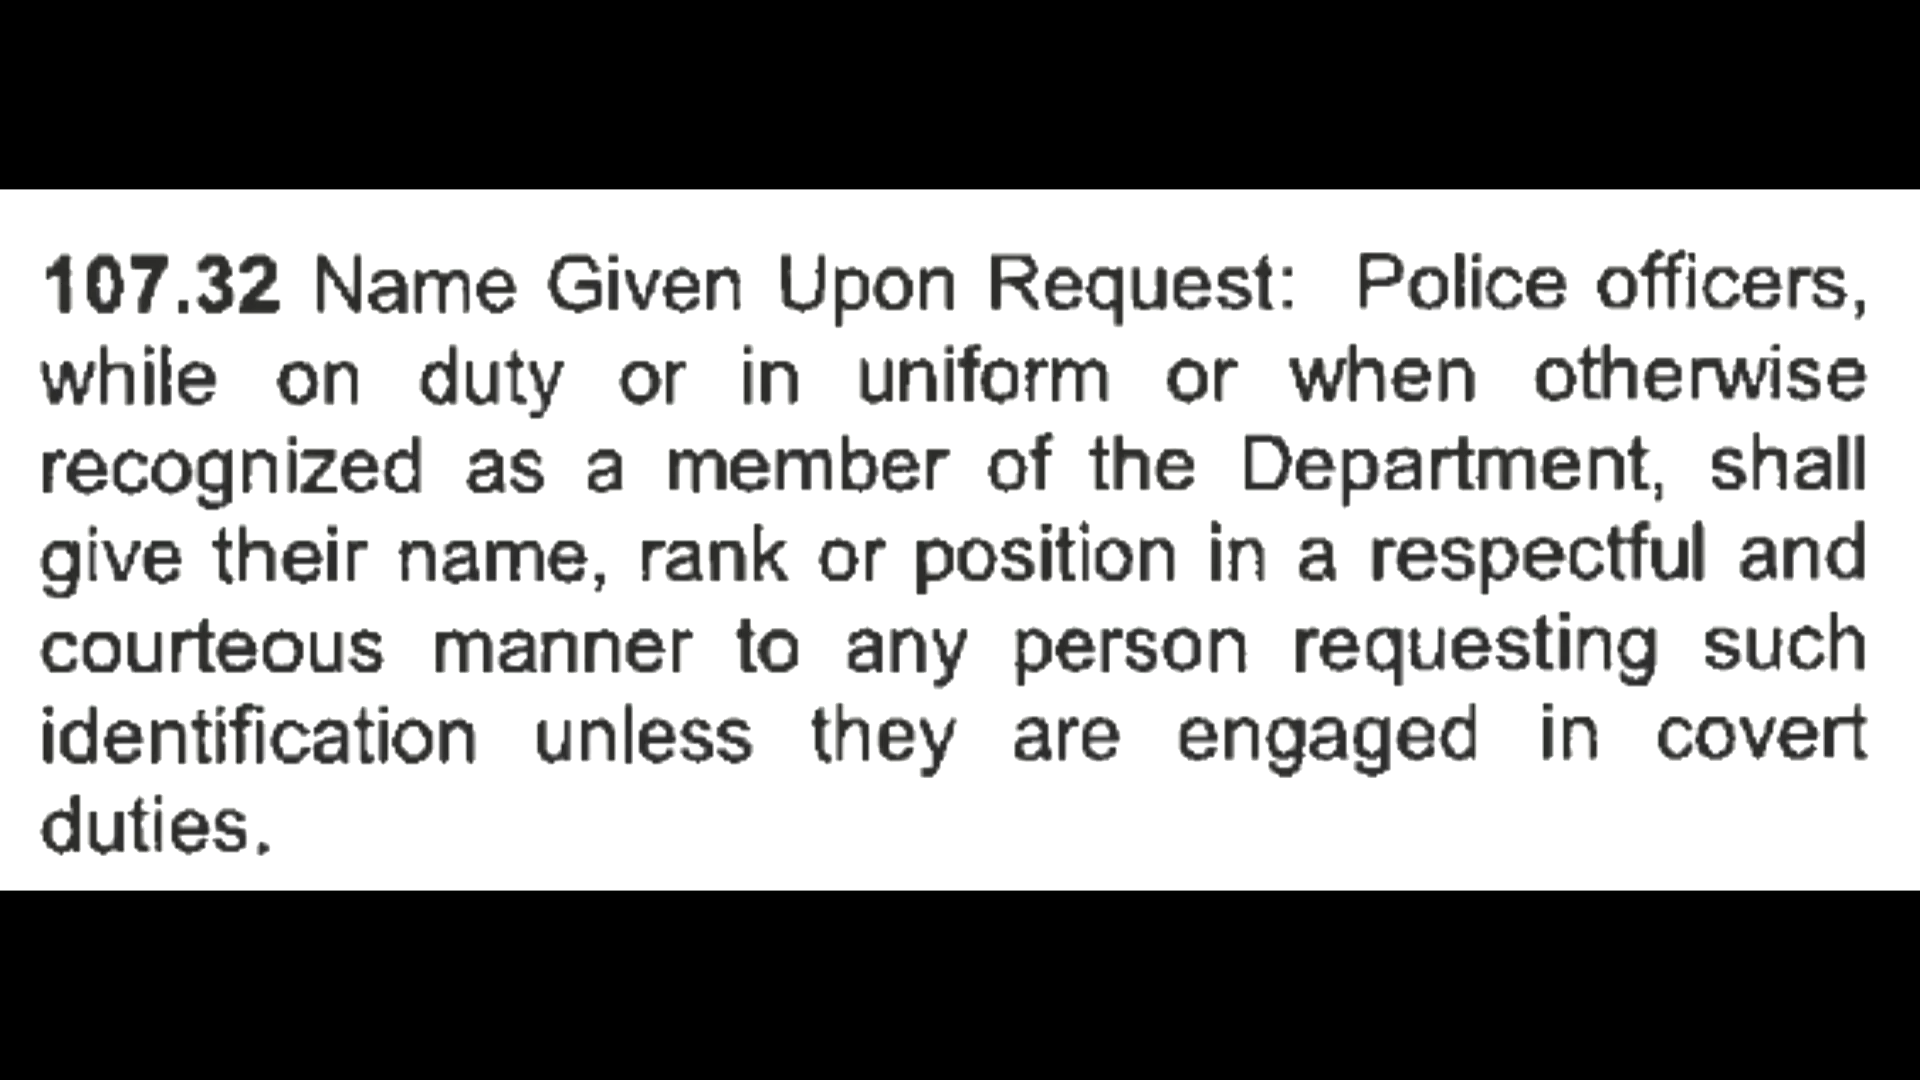 107.32 Name Given Upon Request: Police officers,
while on duty or in uniform or when otherwise
recognized as a member of the Department, shall
give their name, rank or position in a respectful and
courteous manner to any person requesting such
identification unless they are engaged in covert
duties.